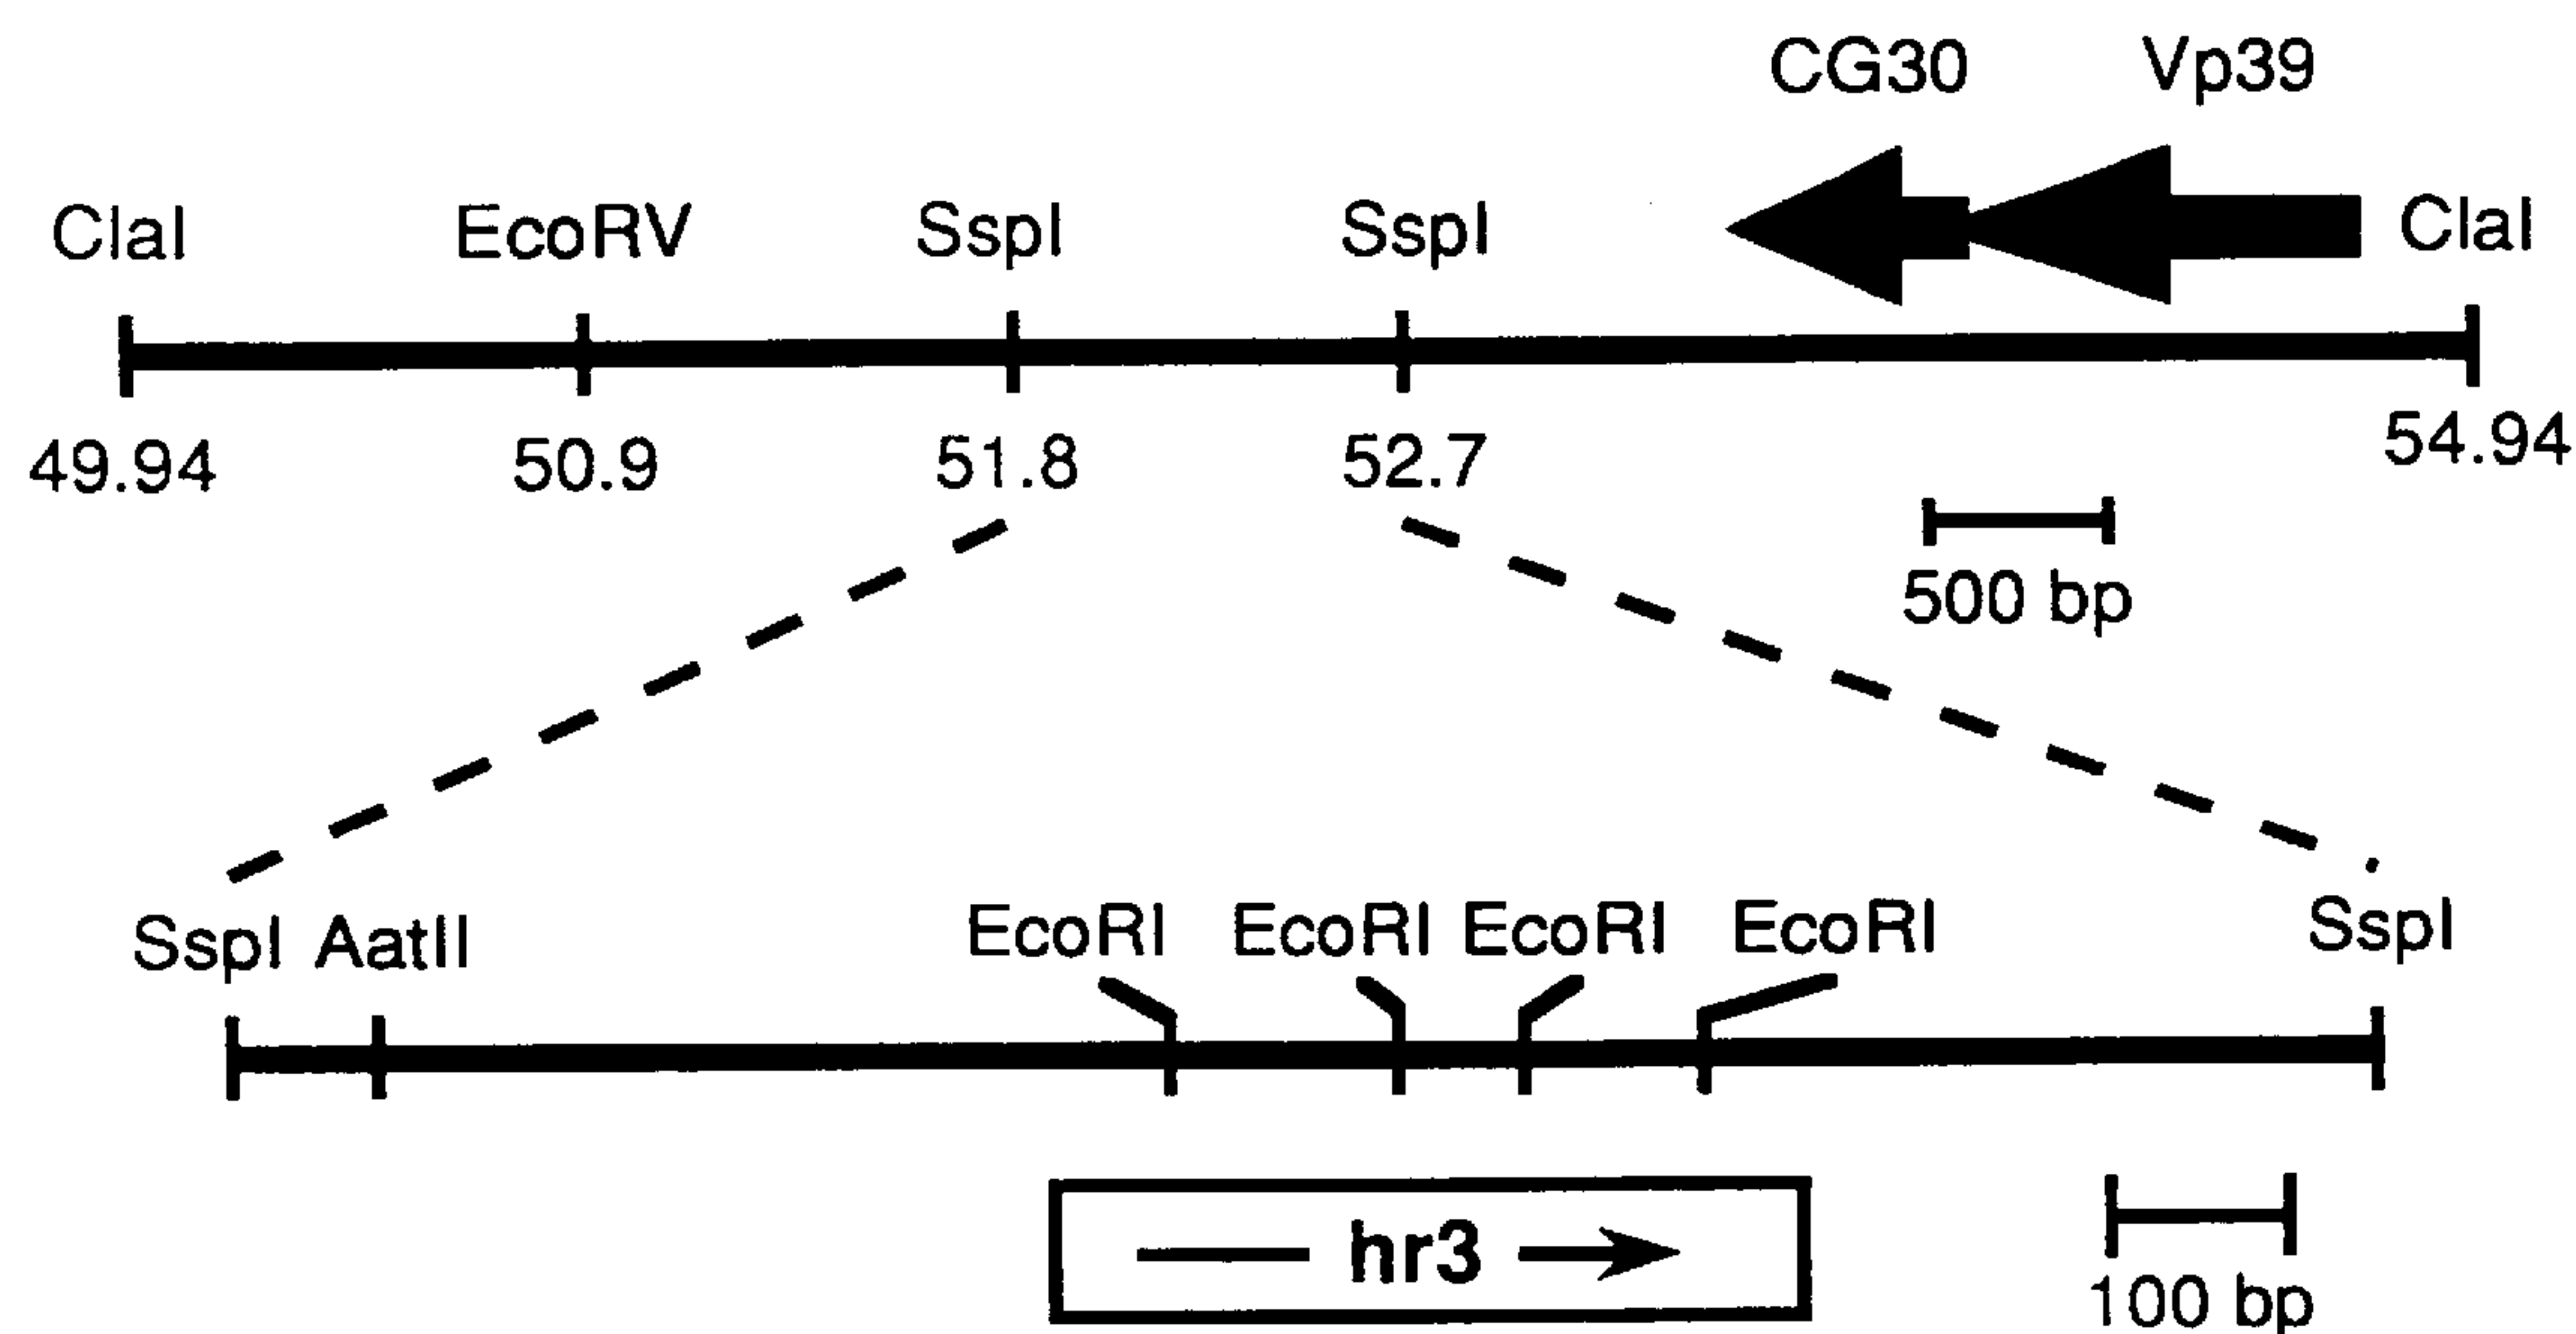 CG30 Vp39
ClaI EcoRV SspI SspI ClaI
49.94 50.9 51.8 52.7 54.94
500 bp
SspI AatII EcoRI EcoRI EcoRI EcoRI SspI
hr3
100 bp